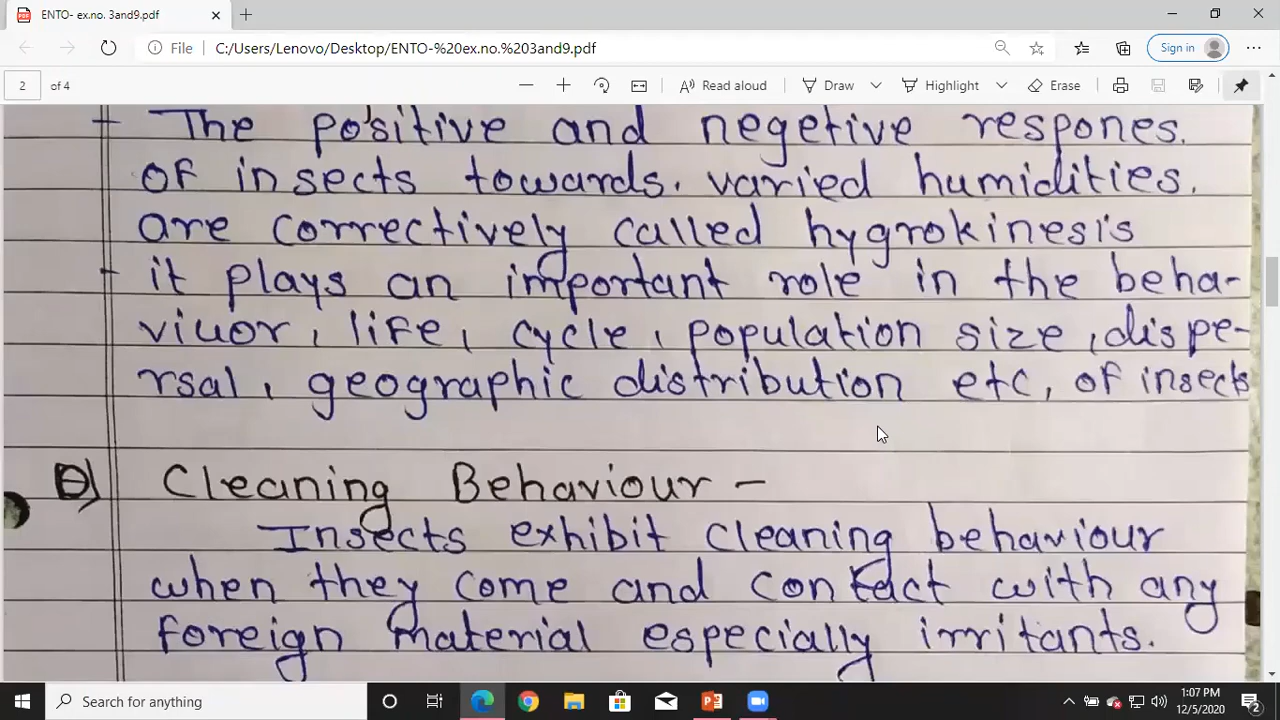 ENTO- ex.no. 3and9.pdf
File C:/Users/Lenovo/Desktop/ENTO-%20ex.no.%203and9.pdf Sign in
2 of 4 Read aloud Draw Highlight Erase
The positive and negetive respones.
of insects towards. varied humidities.
are correctively called hygrokinesis
it plays an important role in the beha-
viuor, life, cycle, population size, dispe-
rsal, geographic distribution etc, of insects
D) Cleaning Behaviour -
Insects exhibit cleaning behaviour
when they come and contact with any
foreign material especially irritants.
Type here to search
1:07 PM
12/5/2020
2